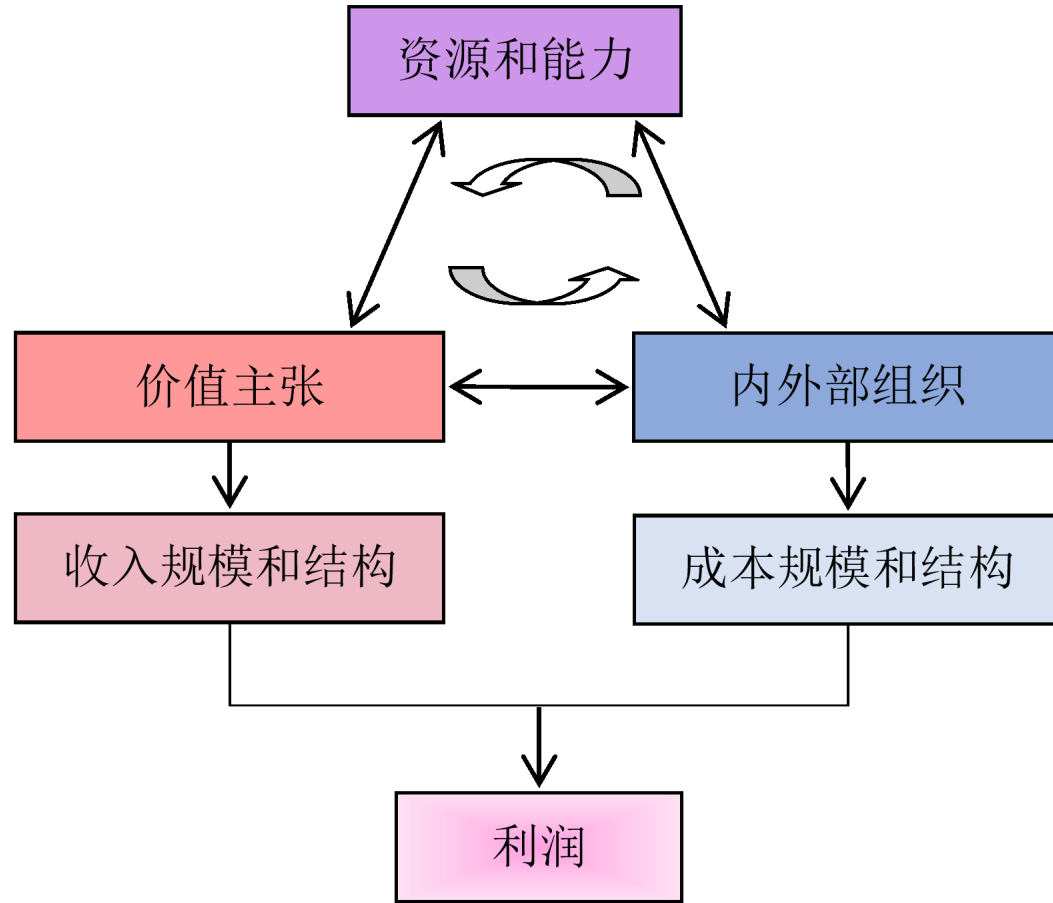 资源和能力
价值主张
内外部组织
收入规模和结构
成本规模和结构
利润